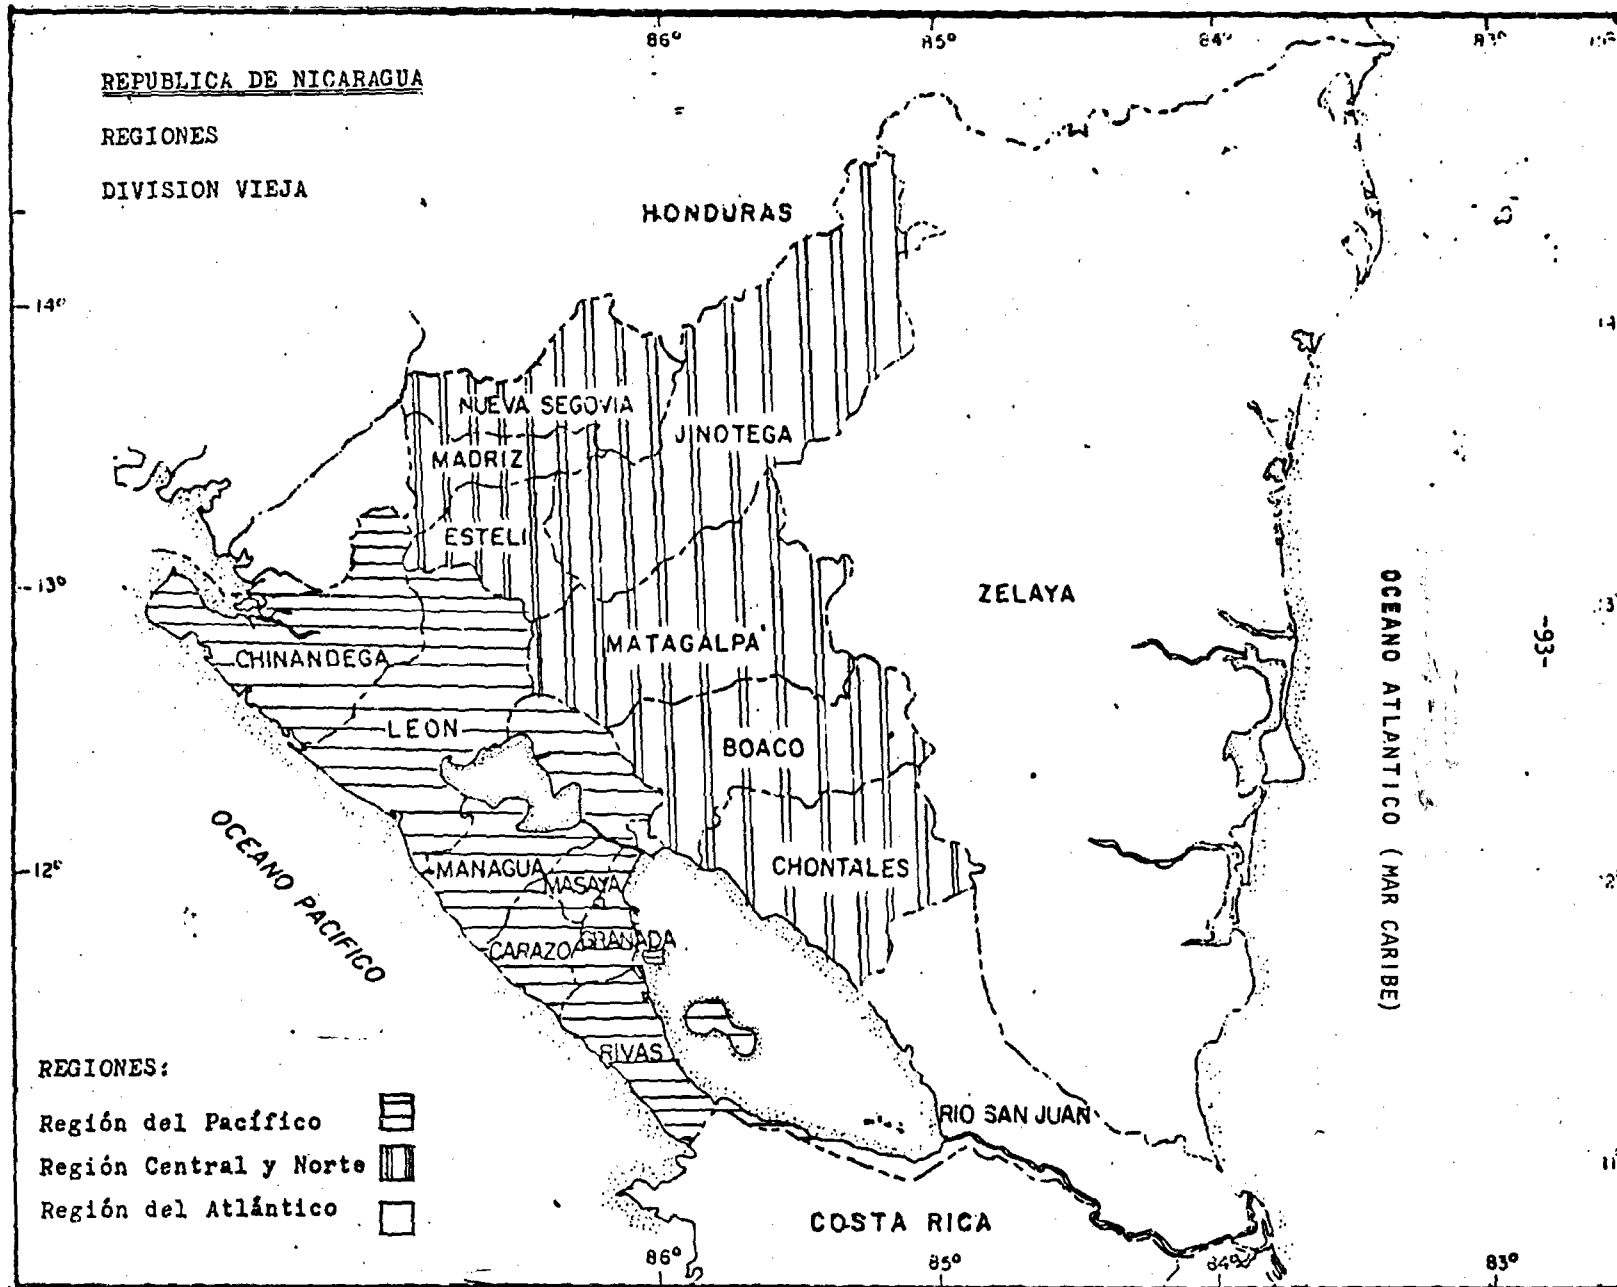 86°
85°
84°
83°
REPUBLICA DE NICARAGUA
REGIONES
DIVISION VIEJA
HONDURAS
14°
NUEVA SEGOVIA
JINOTEGA
MADRIZ
ESTELI
13°
ZELAYA
MATAGALPA
CHINANDEGA
LEON
BOACO
OCEANO PACIFICO
OCEANO ATLANTICO (MAR CARIBE)
-93-
12°
MANAGUA
MASAYA
CHONTALES
CARAZO
GRANADA
RIVAS
RIO SAN JUAN
REGIONES:
Región del Pacífico
Región Central y Norte
Región del Atlántico
COSTA RICA
86°
85°
84°
83°